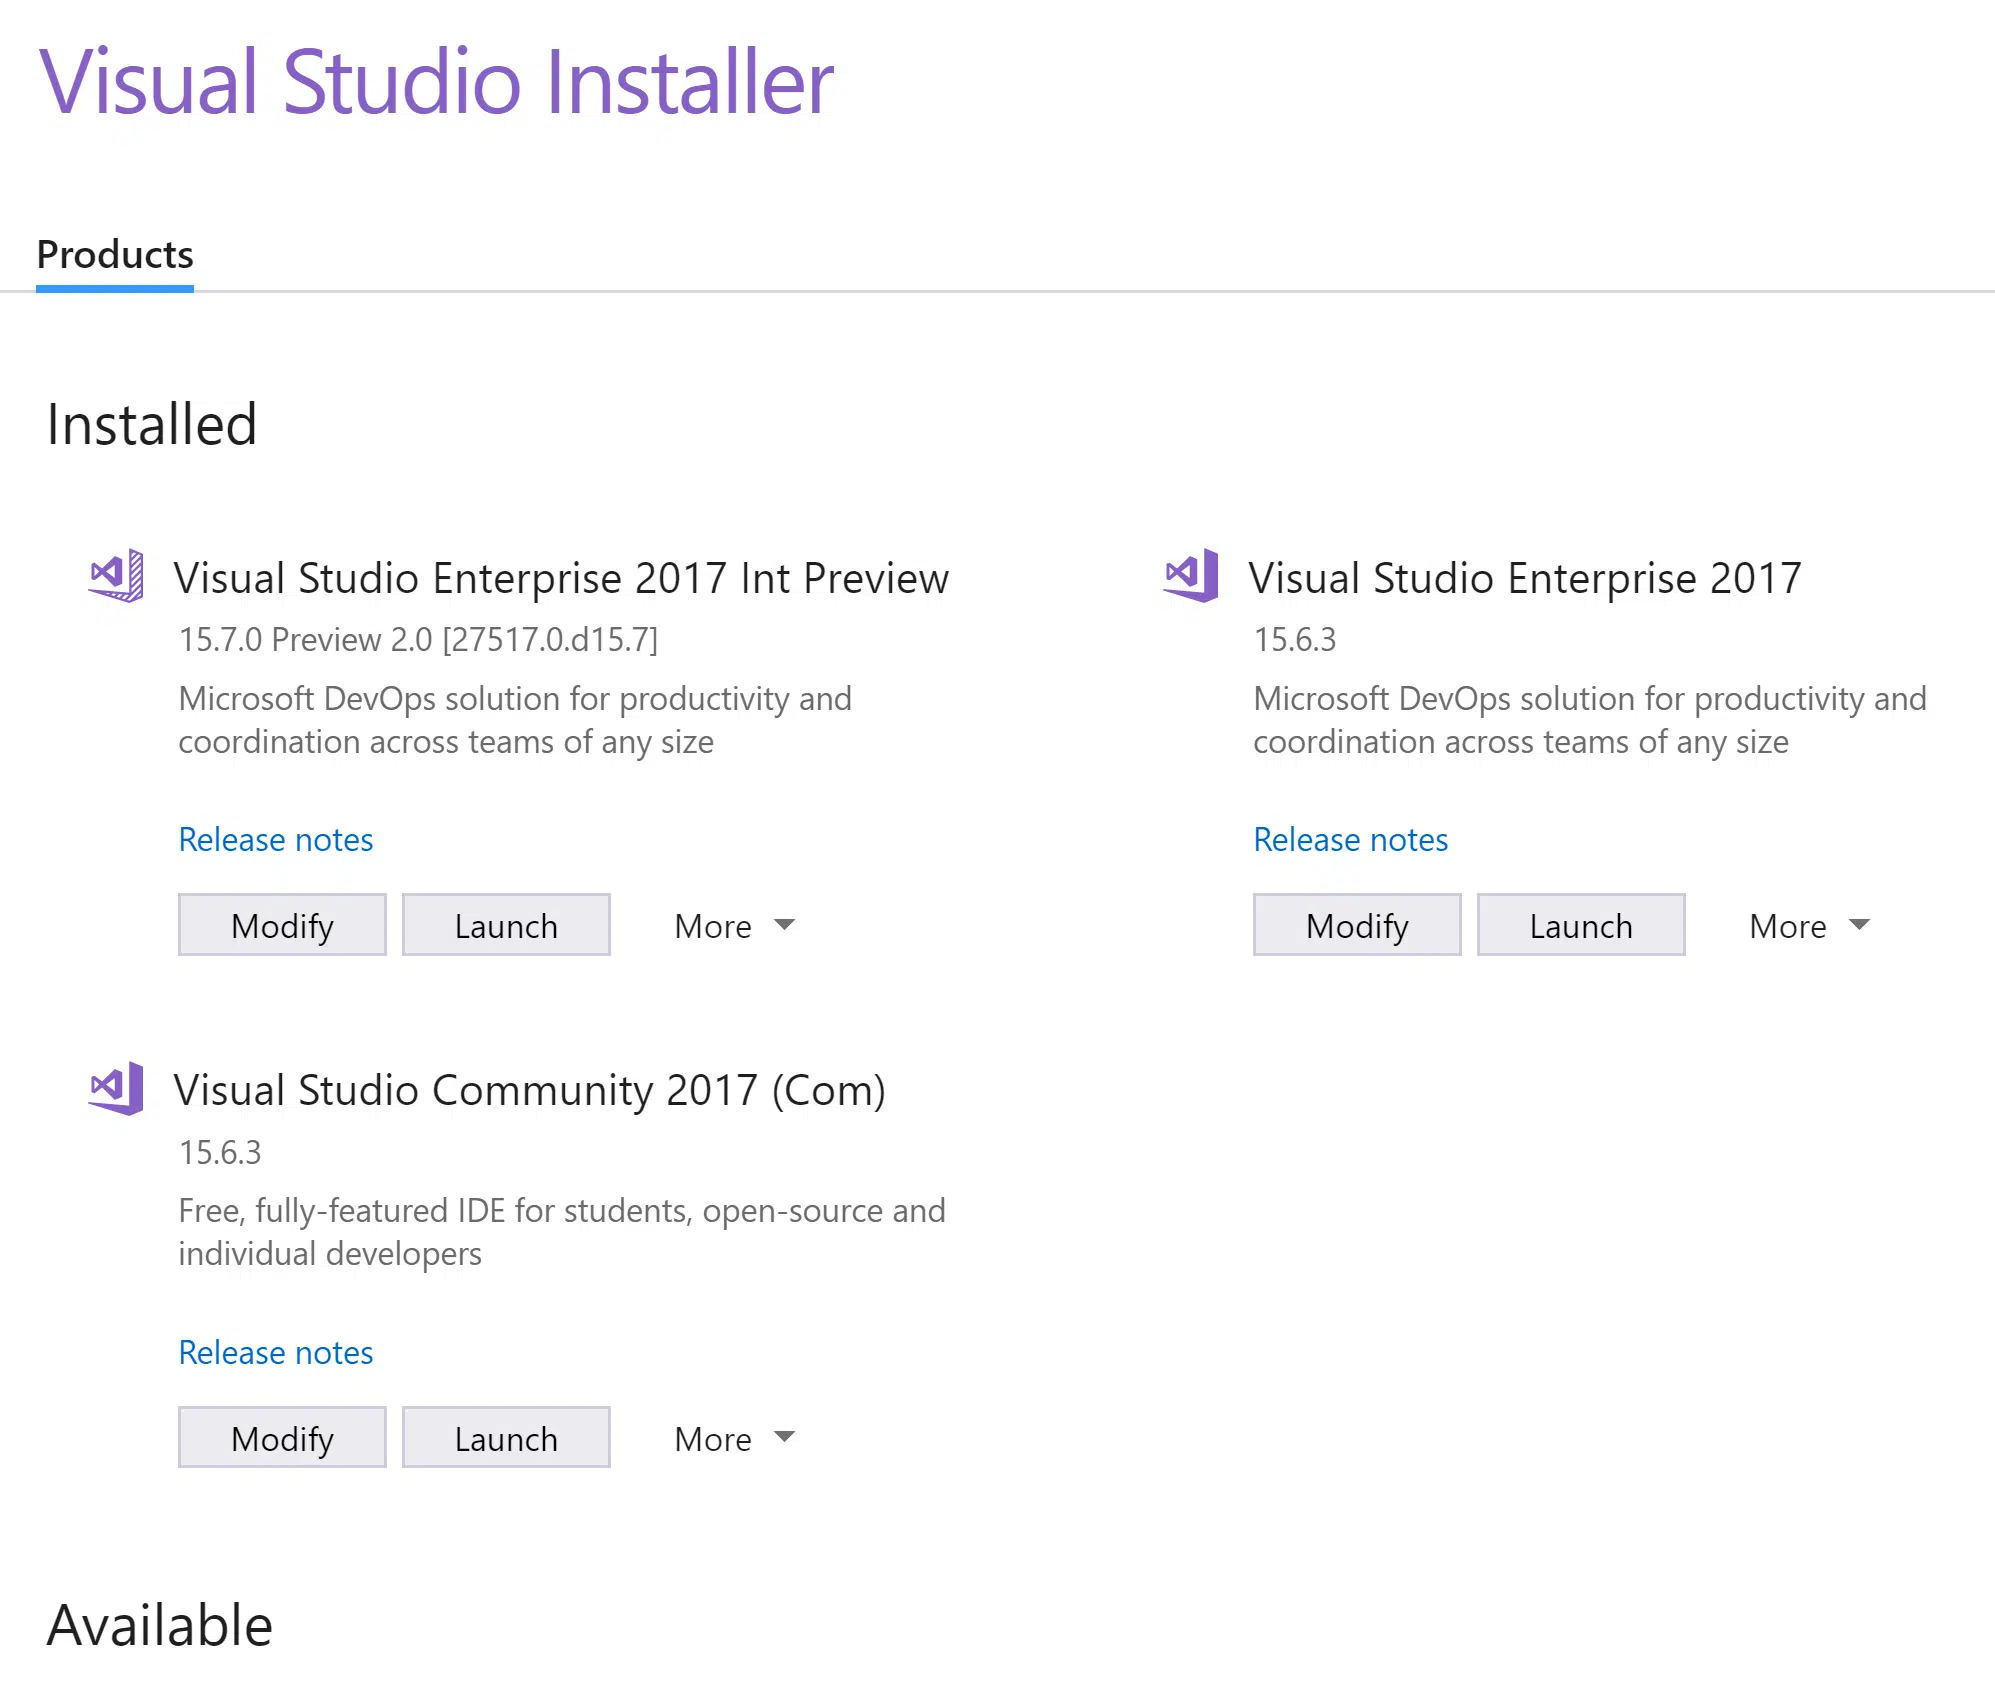 Visual Studio Installer
Products
Installed
Visual Studio Enterprise 2017 Int Preview
15.7.0 Preview 2.0 [27517.0.d15.7]
Microsoft DevOps solution for productivity and
coordination across teams of any size
Release notes
Modify Launch More
Visual Studio Enterprise 2017
15.6.3
Microsoft DevOps solution for productivity and
coordination across teams of any size
Release notes
Modify Launch More
Visual Studio Community 2017 (Com)
15.6.3
Free, fully-featured IDE for students, open-source and
individual developers
Release notes
Modify Launch More
Available